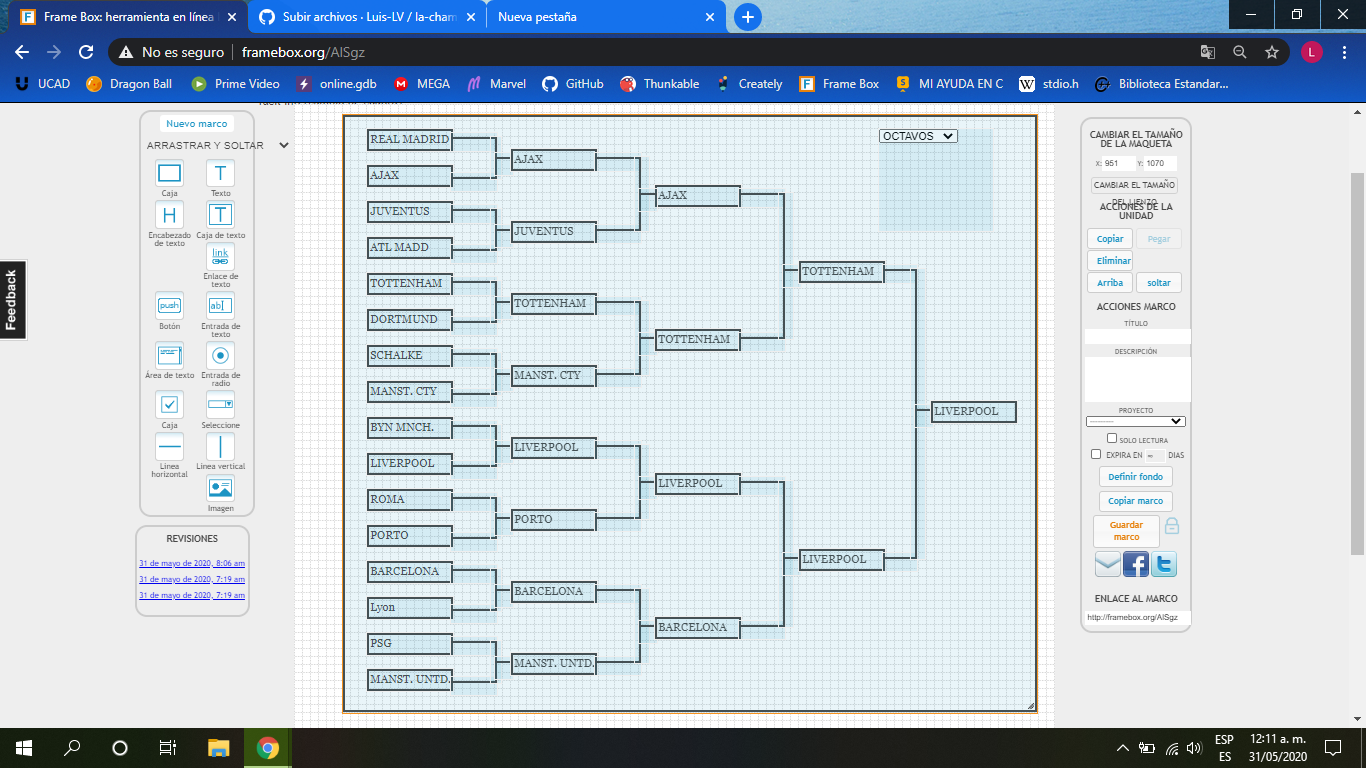 Frame Box: herramienta en línea
Subir archivos · Luis-LV / la-cham
Nueva pestaña
No es seguro
framebox.org/AlSgz
L
UCAD
Dragon Ball
Prime Video
online.gdb
MEGA
Marvel
GitHub
Thunkable
Creately
Frame Box
MI AYUDA EN C
stdio.h
Biblioteca Estandar...
Feedback
Nuevo marco
ARRASTRAR Y SOLTAR
Caja
Texto
Encabezado de texto
Caja de texto
link
Enlace de texto
push
Botón
ab
Entrada de texto
Área de texto
Entrada de radio
Caja
Seleccione
Línea horizontal
Línea vertical
Imagen
REVISIONES
31 de mayo de 2020, 8:06 am
31 de mayo de 2020, 7:19 am
31 de mayo de 2020, 7:19 am
REAL MADRID
AJAX
JUVENTUS
ATL MADD
TOTTENHAM
DORTMUND
SCHALKE
MANST. CTY
BYN MNCH.
LIVERPOOL
ROMA
PORTO
BARCELONA
Lyon
PSG
MANST. UNTD.
AJAX
JUVENTUS
TOTTENHAM
MANST. CTY
LIVERPOOL
PORTO
BARCELONA
MANST. UNTD.
AJAX
TOTTENHAM
LIVERPOOL
BARCELONA
TOTTENHAM
LIVERPOOL
LIVERPOOL
OCTAVOS
CAMBIAR EL TAMAÑO
DE LA MAQUETA
X: 951 Y: 1070
CAMBIAR EL TAMAÑO
DEL LIENZO
ACCIONES DE LA
UNIDAD
Copiar
Pegar
Eliminar
Arriba
soltar
ACCIONES MARCO
TÍTULO
DESCRIPCIÓN
PROYECTO
SOLO LECTURA
EXPIRA EN ∞ DIAS
Definir fondo
Copiar marco
Guardar
marco
ENLACE AL MARCO
http://framebox.org/AlSgz
ESP
ES
12:11 a. m.
31/05/2020